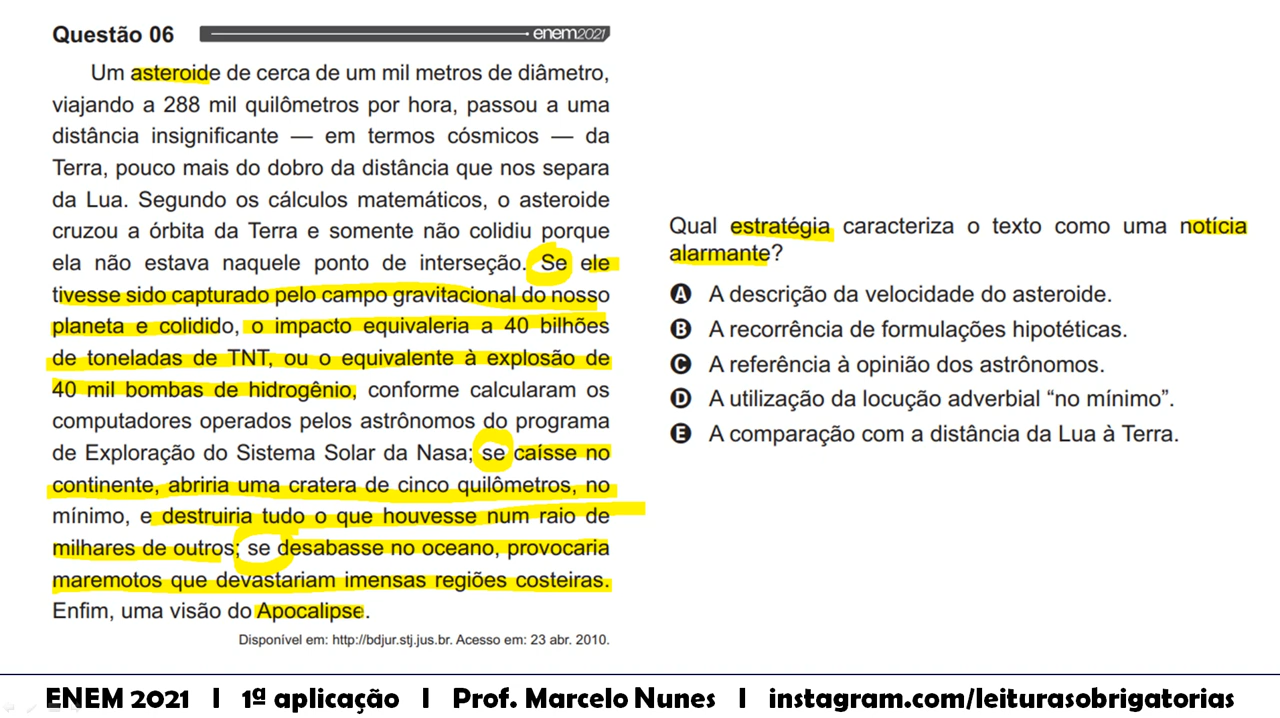 Questão 06
enem2021
Um asteroide de cerca de um mil metros de diâmetro,
viajando a 288 mil quilômetros por hora, passou a uma
distância insignificante — em termos cósmicos — da
Terra, pouco mais do dobro da distância que nos separa
da Lua. Segundo os cálculos matemáticos, o asteroide
cruzou a órbita da Terra e somente não colidiu porque
ela não estava naquele ponto de interseção. Se ele
tivesse sido capturado pelo campo gravitacional do nosso
planeta e colidido, o impacto equivaleria a 40 bilhões
de toneladas de TNT, ou o equivalente à explosão de
40 mil bombas de hidrogênio, conforme calcularam os
computadores operados pelos astrônomos do programa
de Exploração do Sistema Solar da Nasa; se caísse no
continente, abriria uma cratera de cinco quilômetros, no
mínimo, e destruiria tudo o que houvesse num raio de
milhares de outros; se desabasse no oceano, provocaria
maremotos que devastariam imensas regiões costeiras.
Enfim, uma visão do Apocalipse.
Disponível em: http://bdjur.stj.jus.br. Acesso em: 23 abr. 2010.
Qual estratégia caracteriza o texto como uma notícia
alarmante?
A A descrição da velocidade do asteroide.
B A recorrência de formulações hipotéticas.
C A referência à opinião dos astrônomos.
D A utilização da locução adverbial “no mínimo”.
E A comparação com a distância da Lua à Terra.
ENEM 2021 I 1ª aplicação I Prof. Marcelo Nunes I instagram.com/leiturasobrigatorias